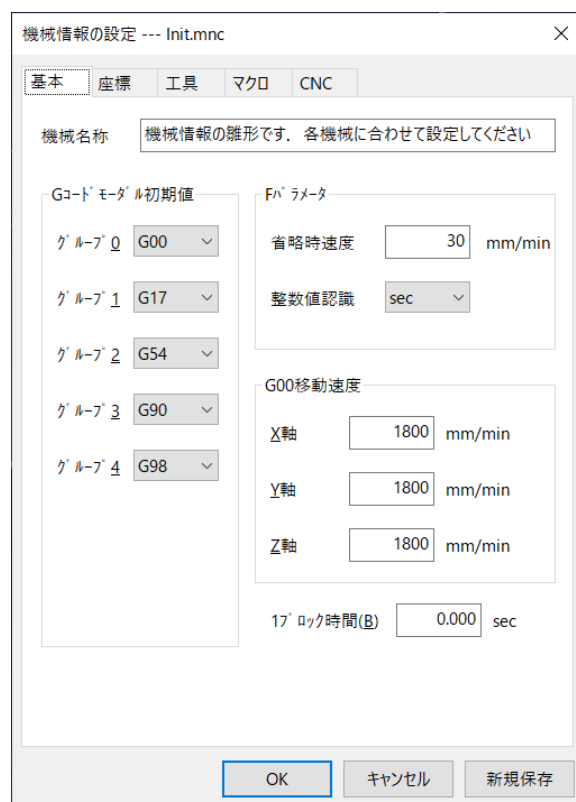 機械情報の設定 --- Init.mnc
基本 座標 工具 マクロ CNC
機械名称 機械情報の雛形です． 各機械に合わせて設定してください
Gｺｰﾄﾞﾓｰﾀﾞﾙ初期値
ｸﾞﾙｰﾌﾟ0 G00
ｸﾞﾙｰﾌﾟ1 G17
ｸﾞﾙｰﾌﾟ2 G54
ｸﾞﾙｰﾌﾟ3 G90
ｸﾞﾙｰﾌﾟ4 G98
Fﾊﾟﾗﾒｰﾀ
省略時速度 30 mm/min
整数値認識 sec
G00移動速度
X軸 1800 mm/min
Y軸 1800 mm/min
Z軸 1800 mm/min
1ﾌﾞﾛｯｸ時間(B) 0.000 sec
OK キャンセル 新規保存